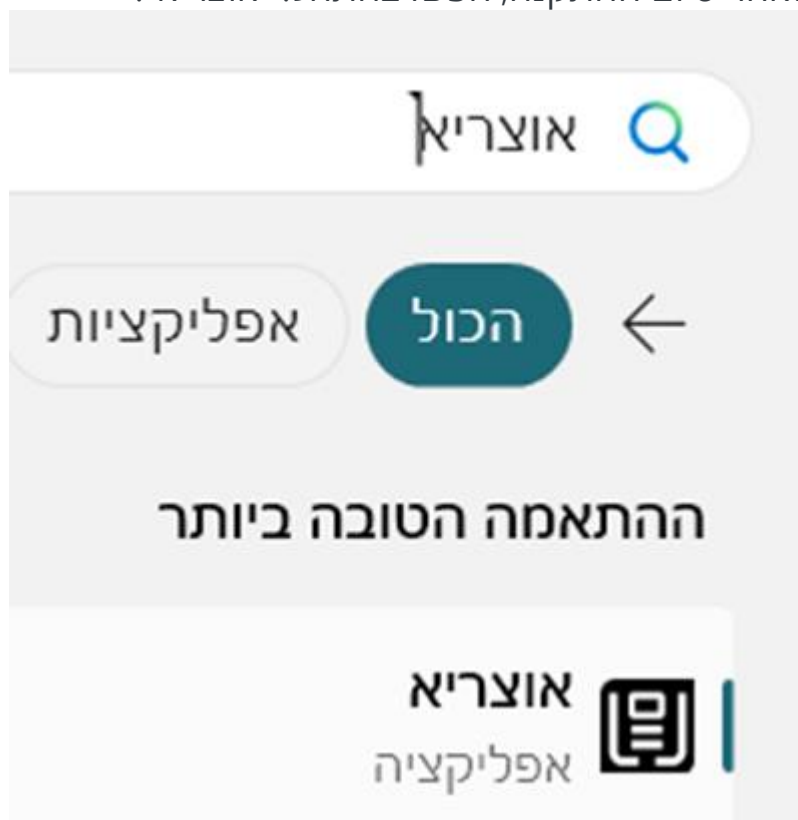 אוצריא
הכול אפליקציות
ההתאמה הטובה ביותר
אוצריא
אפליקציה